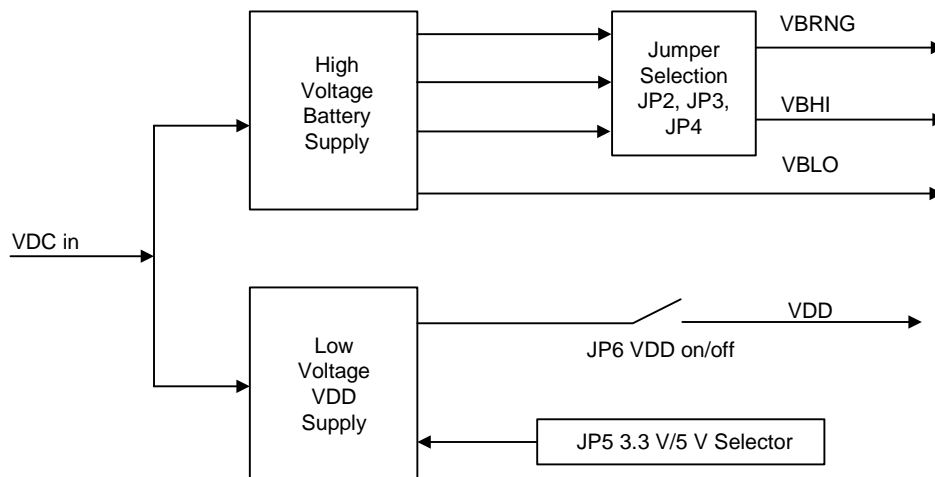 High
Voltage
Battery
Supply
Jumper
Selection
JP2, JP3,
JP4
VBRNG
VBHI
VBLO
VDC in
Low
Voltage
VDD
Supply
JP6 VDD on/off
VDD
JP5 3.3 V/5 V Selector